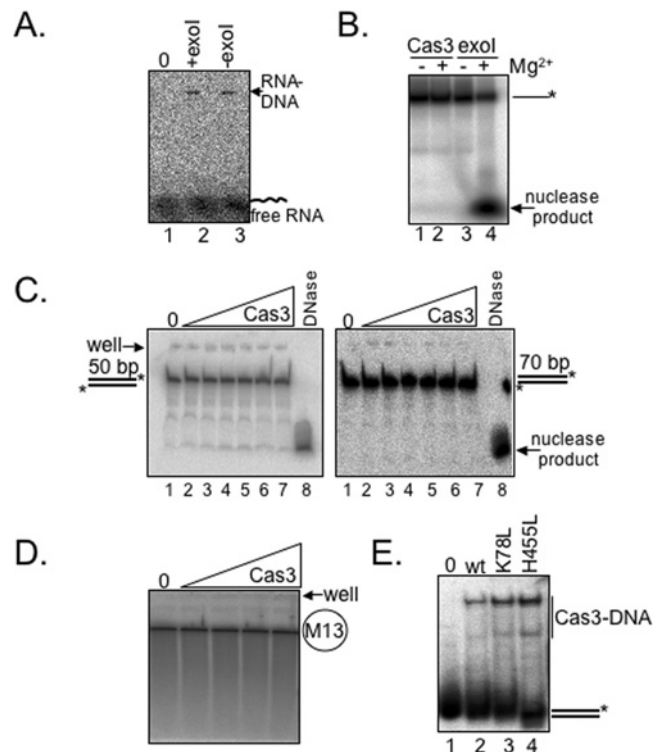 A.
0 +exoI -exoI
RNA-
DNA
free RNA
1 2 3
B.
Cas3 exoI
- + - + Mg²⁺
*
nuclease
product
1 2 3 4
C.
0 Cas3 DNase
well
50 bp
*
*
1 2 3 4 5 6 7 8
0 Cas3 DNase
70 bp
*
*
nuclease
product
1 2 3 4 5 6 7 8
D.
0 Cas3
well
M13
E.
0 wt K78L H455L
Cas3-DNA
*
1 2 3 4